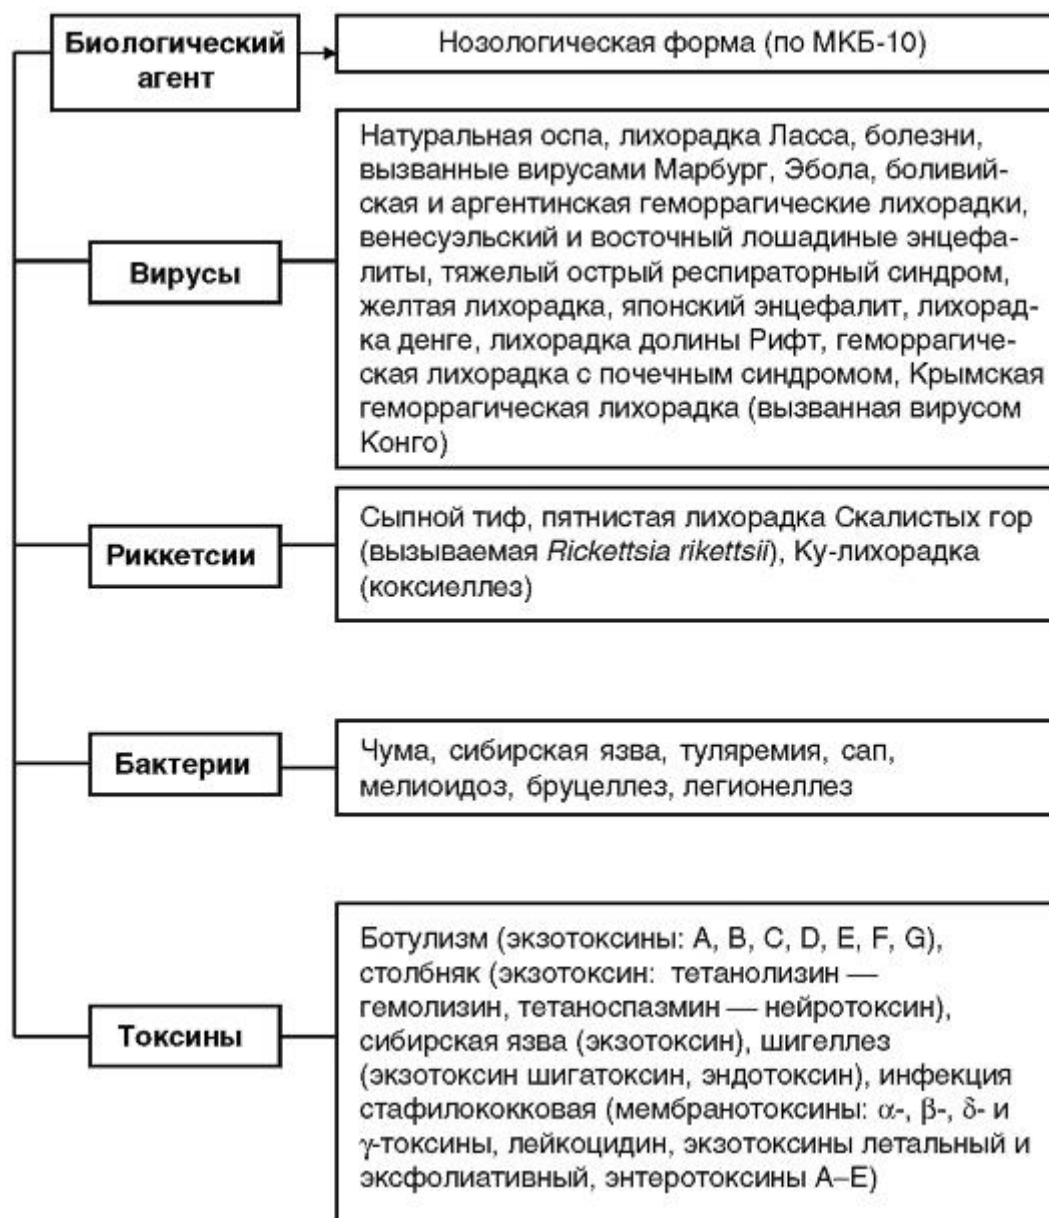 Биологический
агент
Нозологическая форма (по МКБ-10)
Вирусы
Натуральная оспа, лихорадка Ласса, болезни,
вызванные вирусами Марбург, Эбола, боливий-
ская и аргентинская геморрагические лихорадки,
венесуэльский и восточный лошадиные энцефа-
литы, тяжелый острый респираторный синдром,
желтая лихорадка, японский энцефалит, лихорад-
ка денге, лихорадка долины Рифт, геморрагиче-
ская лихорадка с почечным синдромом, Крымская
геморрагическая лихорадка (вызванная вирусом
Конго)
Риккетсии
Сыпной тиф, пятнистая лихорадка Скалистых гор
(вызываемая Rickettsia rikettsii), Ку-лихорадка
(коксиеллез)
Бактерии
Чума, сибирская язва, туляремия, сап,
мелиоидоз, бруцеллез, легионеллез
Токсины
Ботулизм (экзотоксины: A, B, C, D, E, F, G),
столбняк (экзотоксин: тетанолизин —
гемолизин, тетаноспазмин — нейротоксин),
сибирская язва (экзотоксин), шигеллез
(экзотоксин шигатоксин, эндотоксин), инфекция
стафилококковая (мембранотоксины: α-, β-, δ- и
γ-токсины, лейкоцидин, экзотоксины летальный и
эксфолиативный, энтеротоксины A–E)